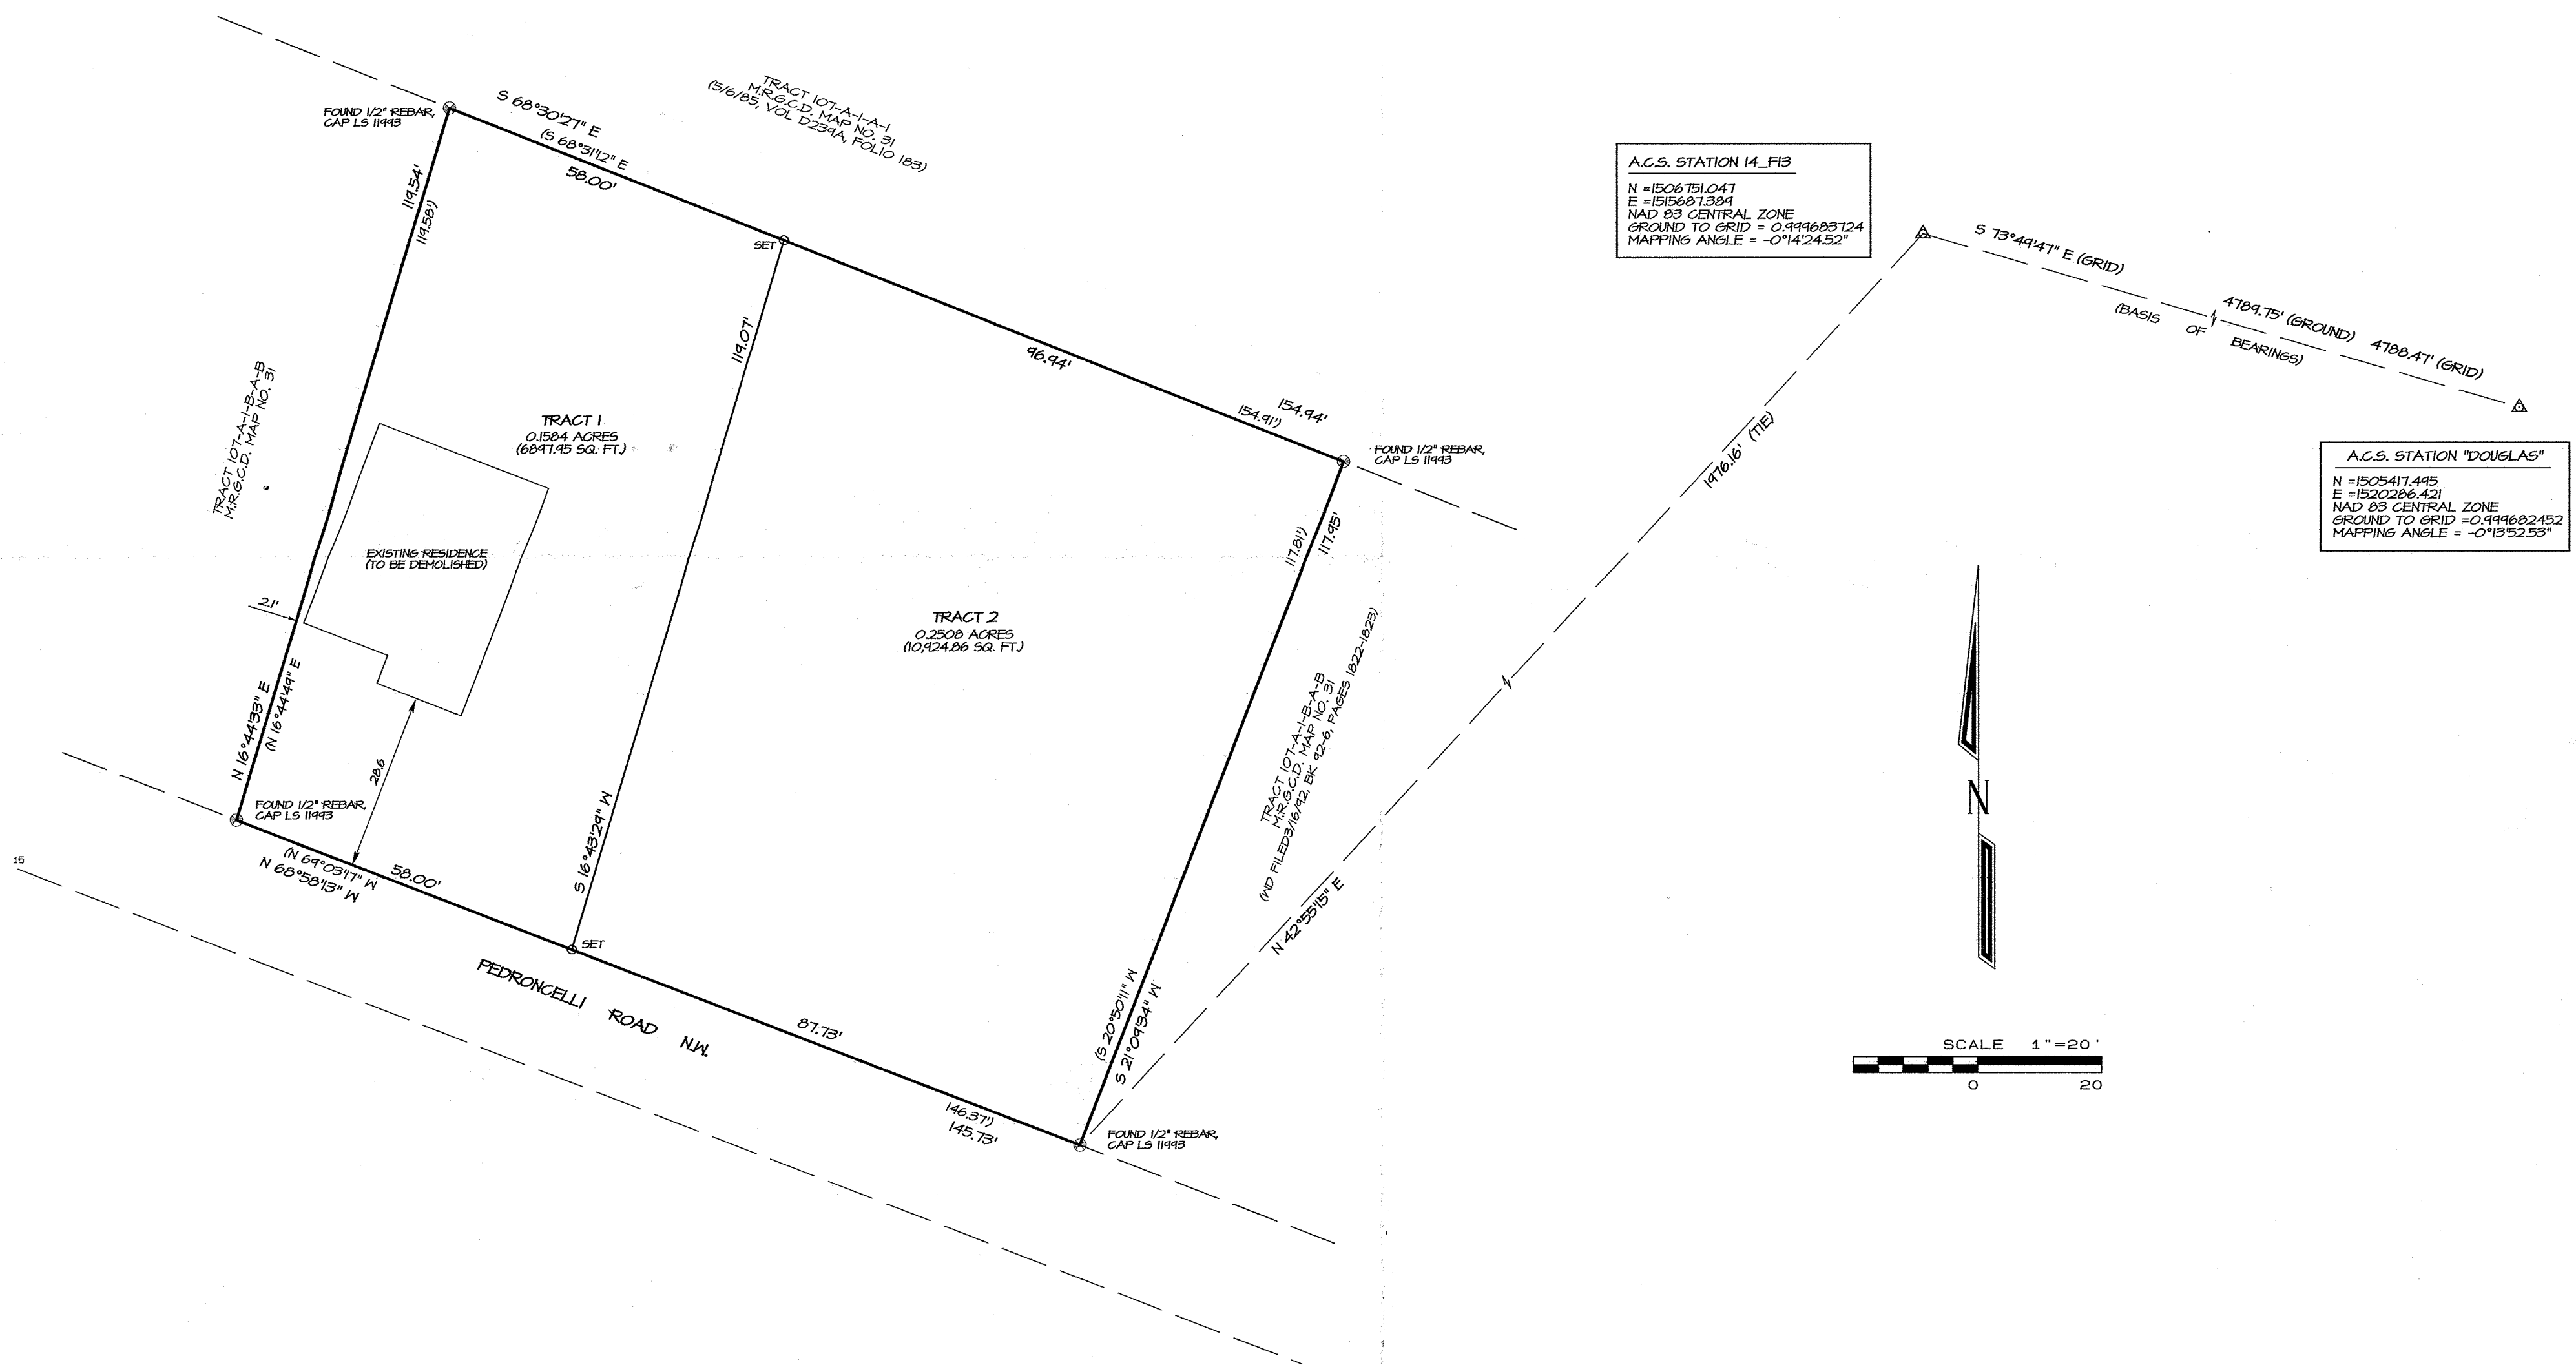 TRACT 107-A-1-A-1
M.R.G.C.D. MAP NO. 31
(5/6/85, VOL D239A, FOLIO 183)
FOUND 1/2" REBAR,
CAP LS 11993
S 68°30'27" E
(S 68°31'12" E
58.00'
119.54'
119.58')
SET
119.07'
96.94'
154.94'
154.91')
FOUND 1/2" REBAR,
CAP LS 11993
117.81')
117.95'
TRACT 107-A-1-B-A-B
M.R.G.C.D. MAP NO. 31
TRACT 1
0.1584 ACRES
(6897.95 SQ. FT.)
EXISTING RESIDENCE
(TO BE DEMOLISHED)
2.1'
N 16°44'33" E
(N 16°44'49" E
28.6
TRACT 2
0.2508 ACRES
(10,924.86 SQ. FT.)
TRACT 107-A-1-B-A-B
M.R.G.C.D. MAP NO. 31
(WD FILED3/16/92, BK 92-6, PAGES 1822-1823)
FOUND 1/2" REBAR,
CAP LS 11993
15
(N 69°03'17" W
N 68°58'13" W
58.00'
S 16°43'29" W
SET
PEDRONCELLI ROAD N.W.
87.73'
146.37')
145.73'
(S 20°50'11" W
S 21°09'34" W
FOUND 1/2" REBAR,
CAP LS 11993
N 42°55'15" E
1976.16' (TIE)
A.C.S. STATION 14_F13
N =1506751.047
E =1515687.389
NAD 83 CENTRAL ZONE
GROUND TO GRID = 0.999683724
MAPPING ANGLE = -0°14'24.52"
S 73°49'47" E (GRID)
4789.75' (GROUND) 4788.47' (GRID)
(BASIS OF BEARINGS)
A.C.S. STATION "DOUGLAS"
N =1505417.495
E =1520286.421
NAD 83 CENTRAL ZONE
GROUND TO GRID =0.999682452
MAPPING ANGLE = -0°13'52.53"
N
SCALE 1"=20'
0 20